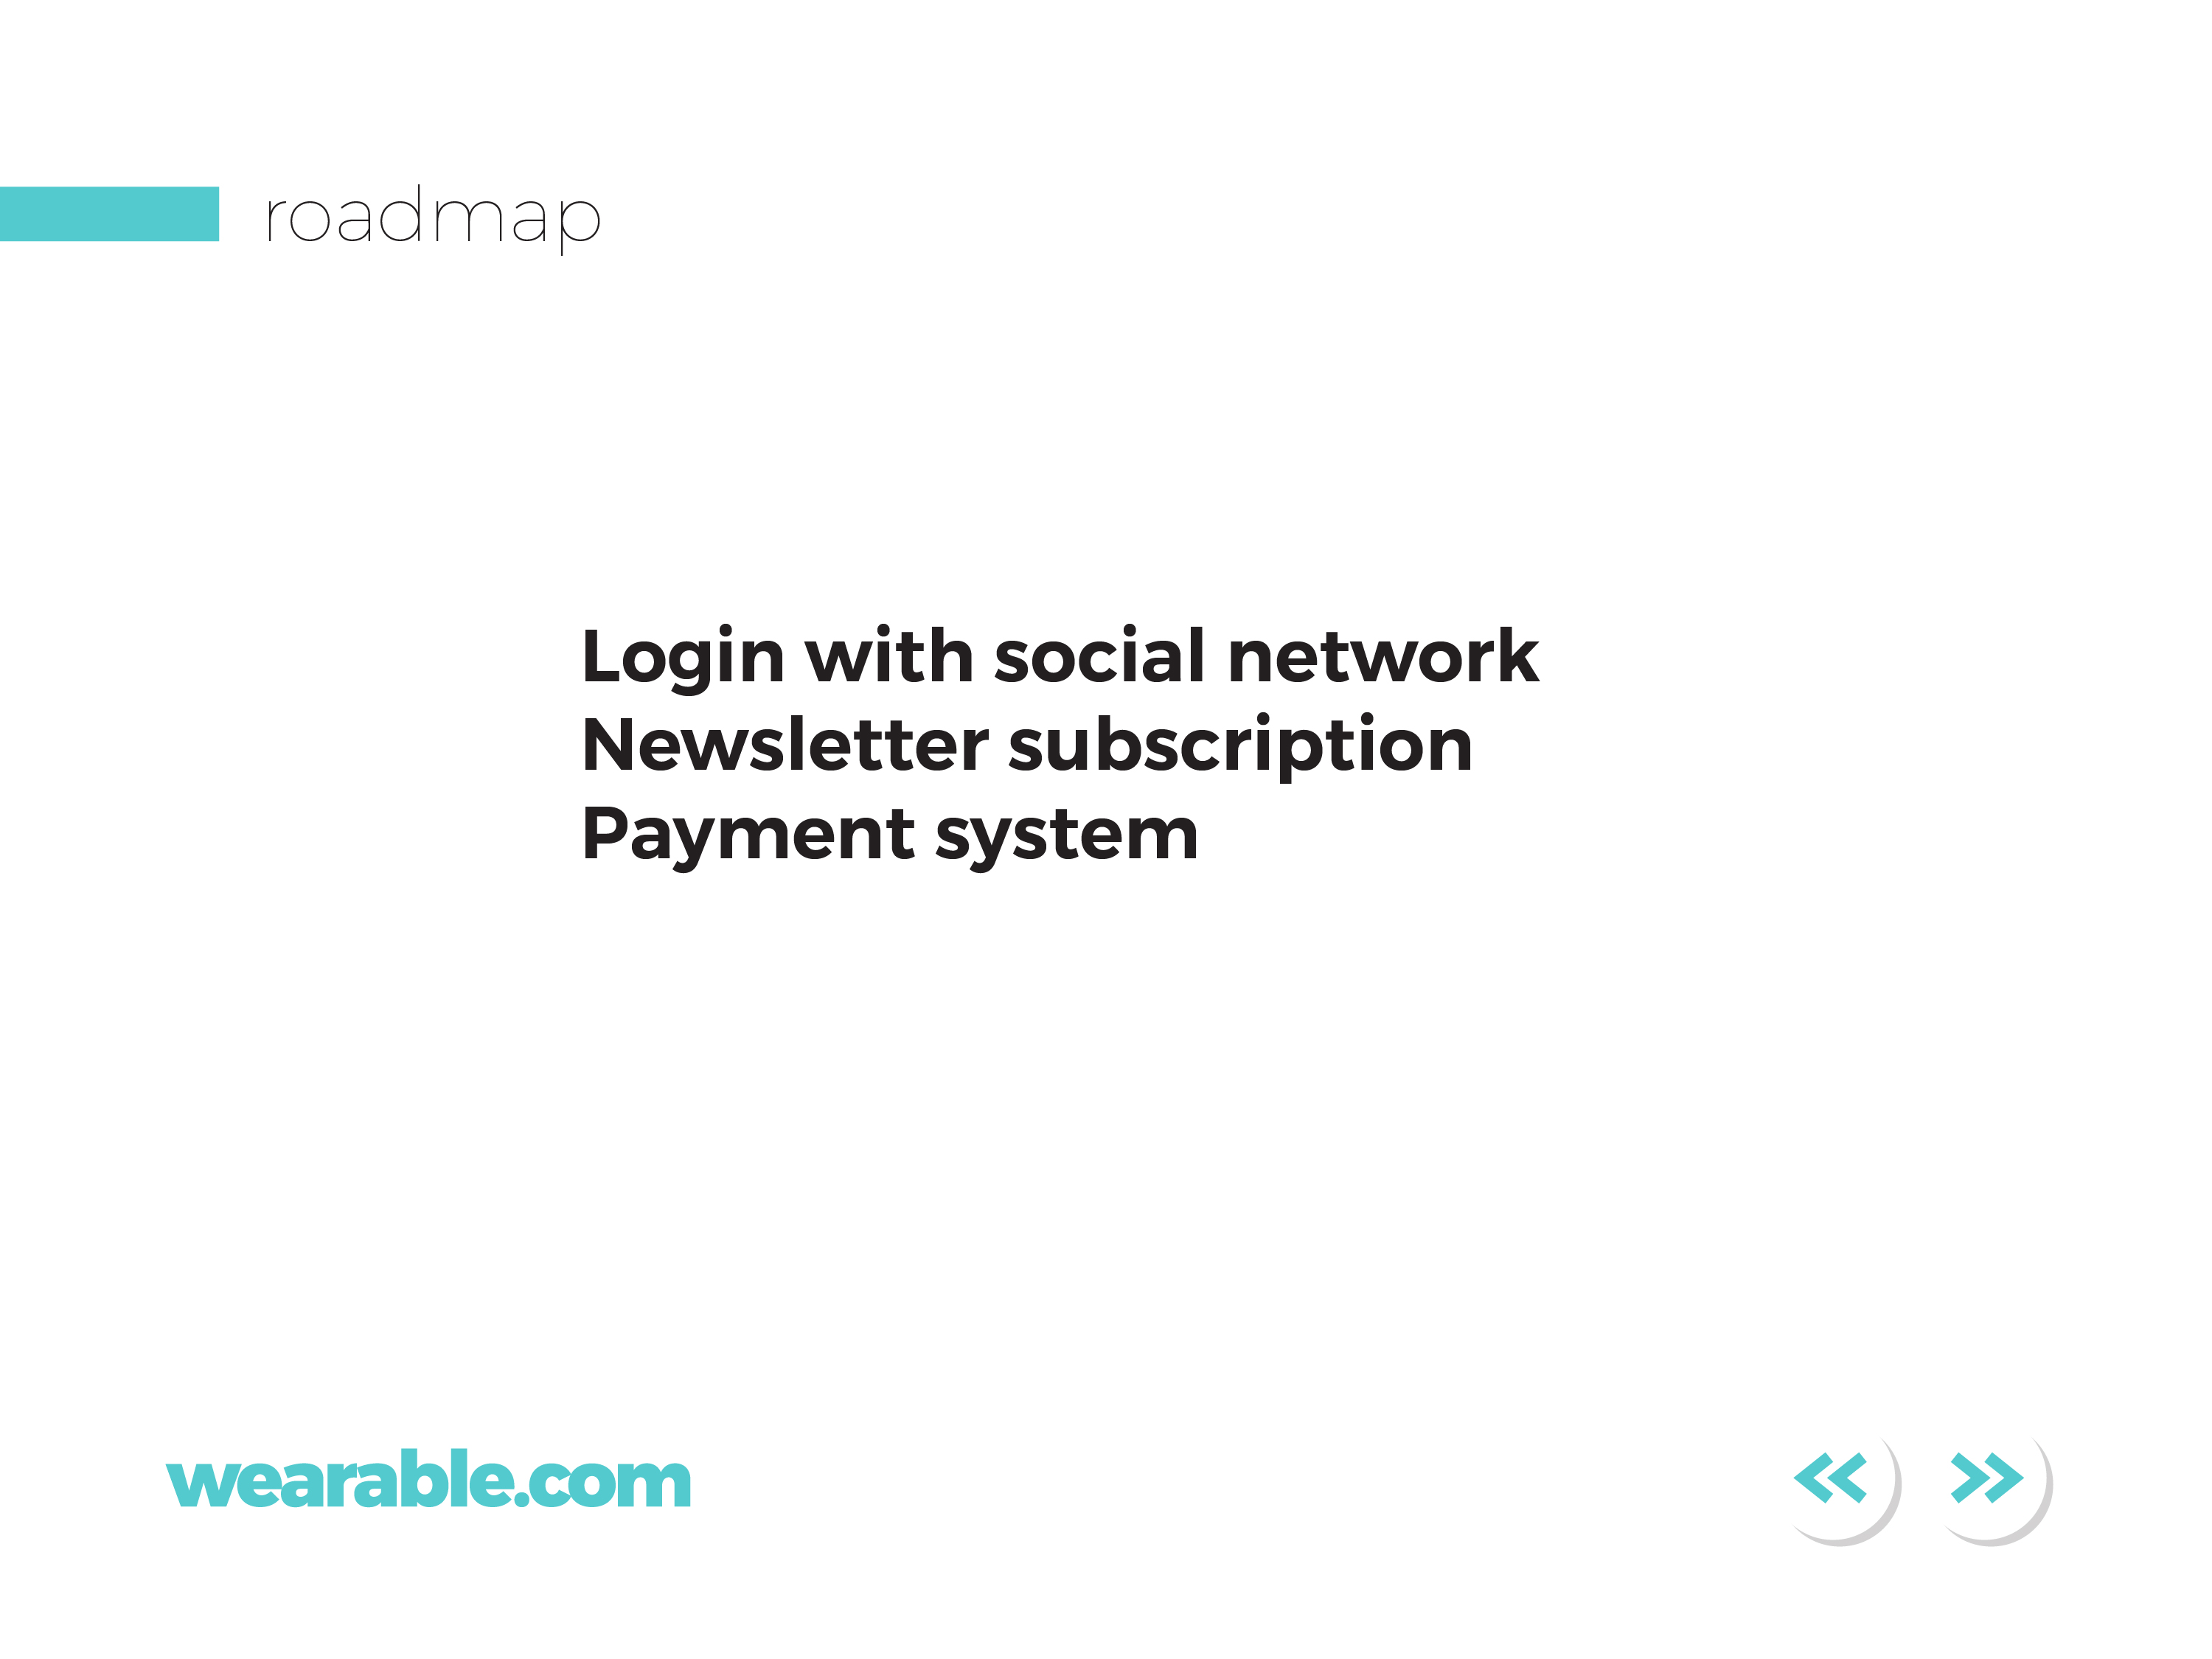 roadmap
Login with social network
Newsletter subscription
Payment system
wearable.com